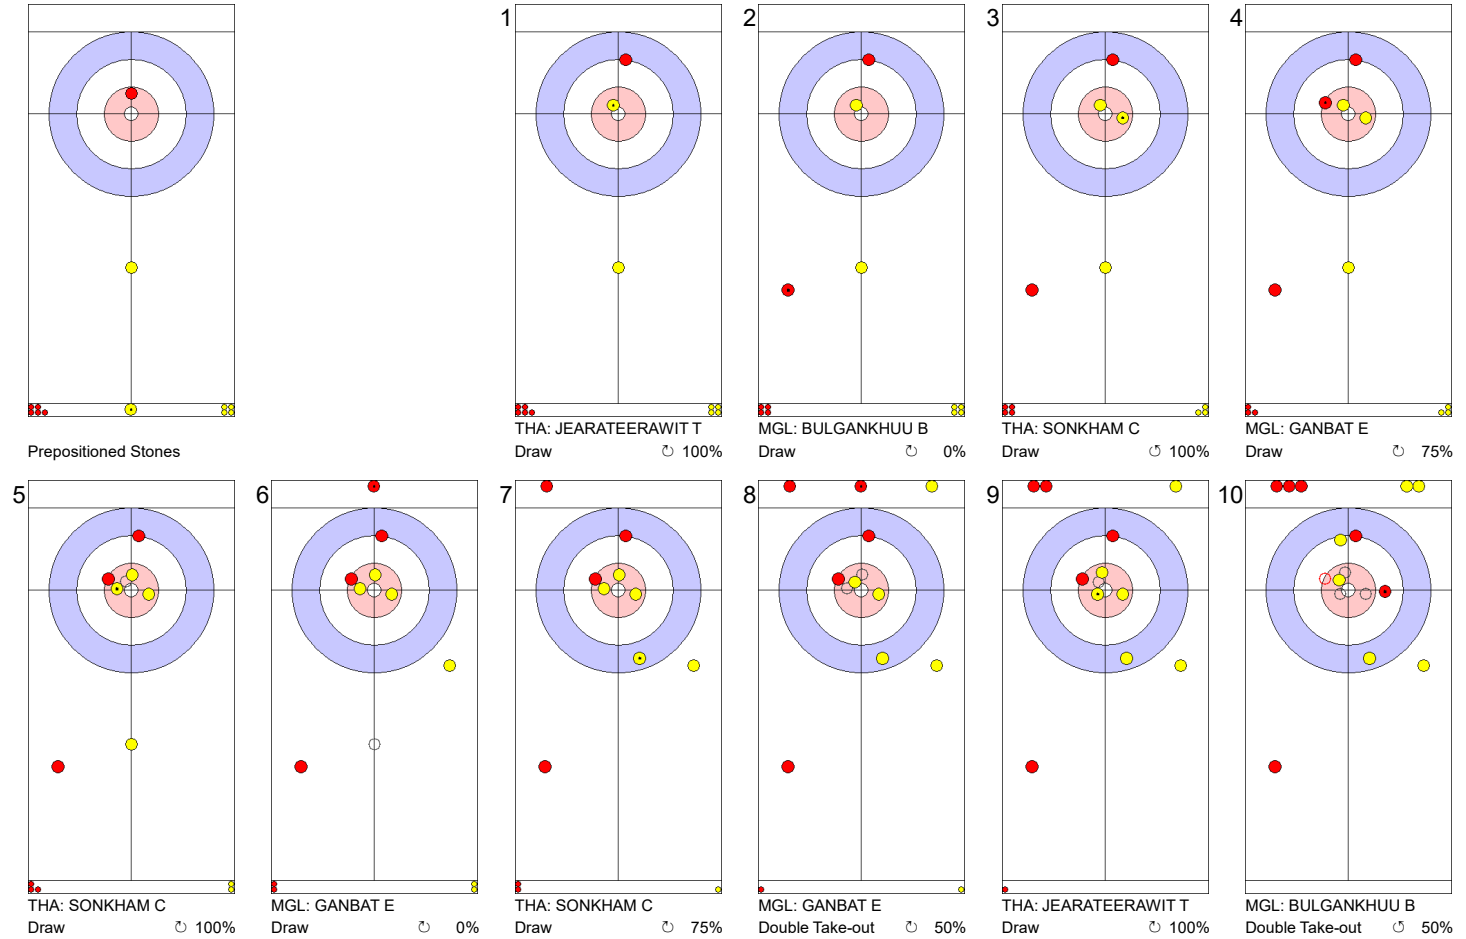 1
2
3
4
Prepositioned Stones
THA: JEARATEERAWIT T
Draw 100%
MGL: BULGANKHUU B
Draw 0%
THA: SONKHAM C
Draw 100%
MGL: GANBAT E
Draw 75%
5
6
7
8
9
10
THA: SONKHAM C
Draw 100%
MGL: GANBAT E
Draw 0%
THA: SONKHAM C
Draw 75%
MGL: GANBAT E
Double Take-out 50%
THA: JEARATEERAWIT T
Draw 100%
MGL: BULGANKHUU B
Double Take-out 50%